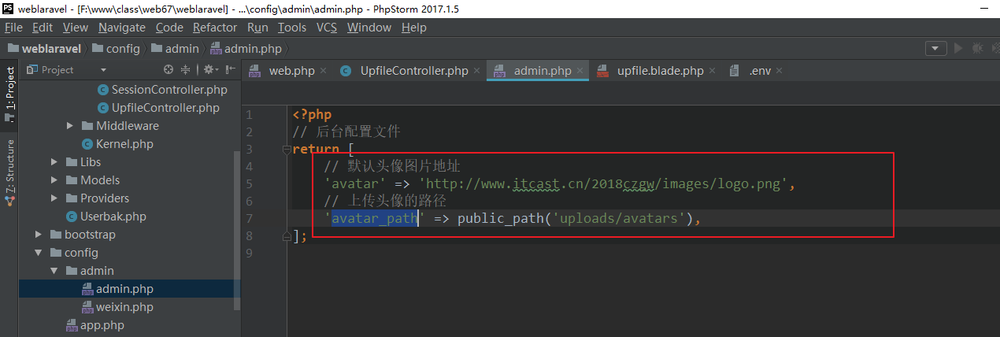 weblaravel - [F:\www\class\web67\weblaravel] - ...\config\admin\admin.php - PhpStorm 2017.1.5
File Edit View Navigate Code Refactor Run Tools VCS Window Help
weblaravel config admin admin.php
1: Project
7: Structure
Project
web.php UpfileController.php admin.php upfile.blade.php .env
SessionController.php
UpfileController.php
Middleware
Kernel.php
Libs
Models
Providers
Userbak.php
bootstrap
config
admin
admin.php
weixin.php
app.php
1 <?php
2 // 后台配置文件
3 return [
4 // 默认头像图片地址
5 'avatar' => 'http://www.itcast.cn/2018czgw/images/logo.png',
6 // 上传头像的路径
7 'avatar_path' => public_path('uploads/avatars'),
8 ];
9